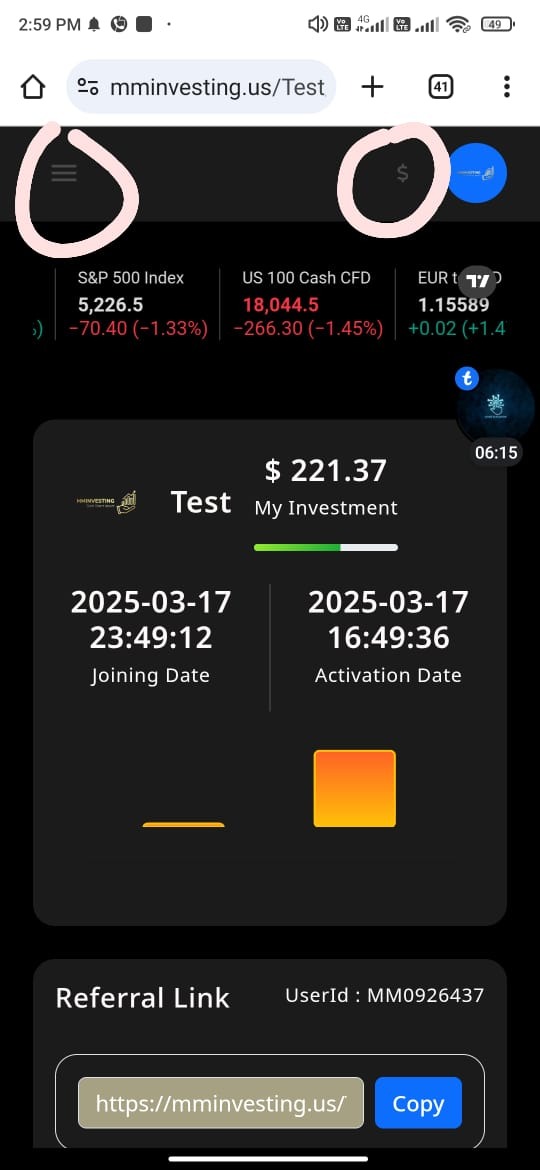 2:59 PM
4G
49
mminvesting.us/Test
41
$
S&P 500 Index
5,226.5
−70.40 (−1.33%)
US 100 Cash CFD
18,044.5
−266.30 (−1.45%)
EUR t
1.15589
+0.02 (+1.4
06:15
MMINVESTING
Test
$ 221.37
My Investment
2025-03-17
23:49:12
Joining Date
2025-03-17
16:49:36
Activation Date
Referral Link
UserId : MM0926437
https://mminvesting.us/
Copy